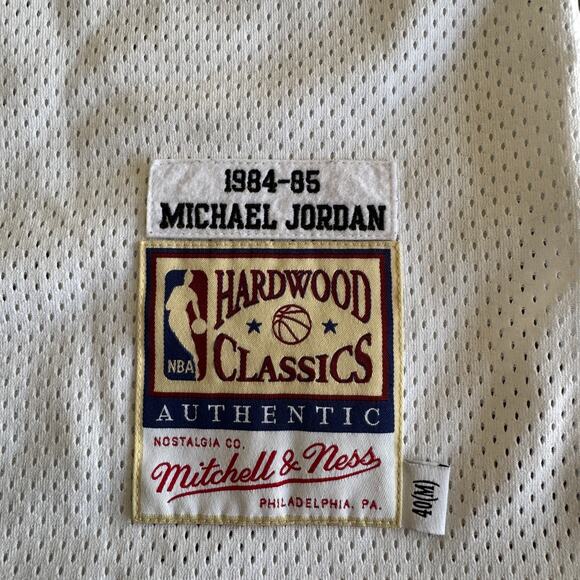 1984-85
MICHAEL JORDAN
NBA
HARDWOOD
CLASSICS
AUTHENTIC
NOSTALGIA CO.
Mitchell & Ness
PHILADELPHIA, PA.
40(M)